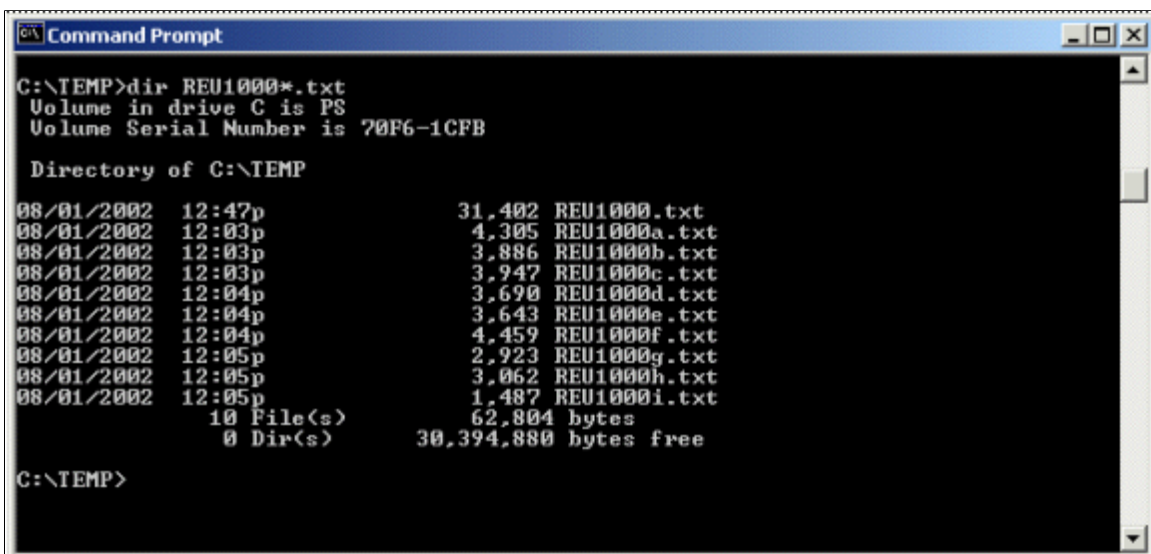 Command Prompt
C:\TEMP>dir REU1000*.txt
 Volume in drive C is PS
 Volume Serial Number is 70F6-1CFB
 Directory of C:\TEMP
08/01/2002  12:47p              31,402 REU1000.txt
08/01/2002  12:03p               4,305 REU1000a.txt
08/01/2002  12:03p               3,886 REU1000b.txt
08/01/2002  12:03p               3,947 REU1000c.txt
08/01/2002  12:04p               3,690 REU1000d.txt
08/01/2002  12:04p               3,643 REU1000e.txt
08/01/2002  12:04p               4,459 REU1000f.txt
08/01/2002  12:05p               2,923 REU1000g.txt
08/01/2002  12:05p               3,062 REU1000h.txt
08/01/2002  12:05p               1,487 REU1000i.txt
              10 File(s)         62,804 bytes
               0 Dir(s)      30,394,880 bytes free
C:\TEMP>